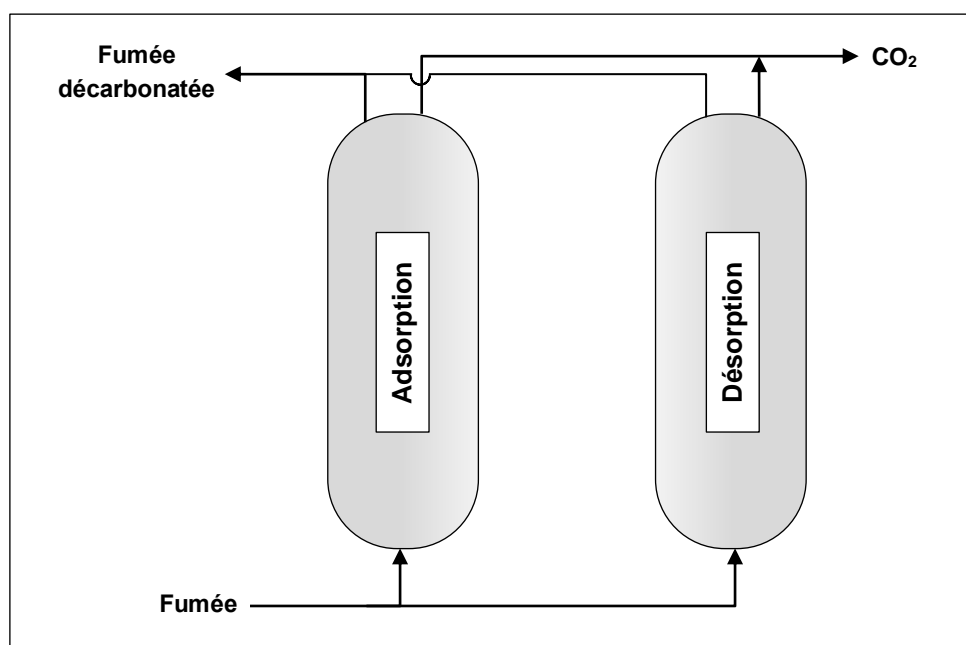 Fumée
décarbonatée
CO₂
Adsorption
Désorption
Fumée